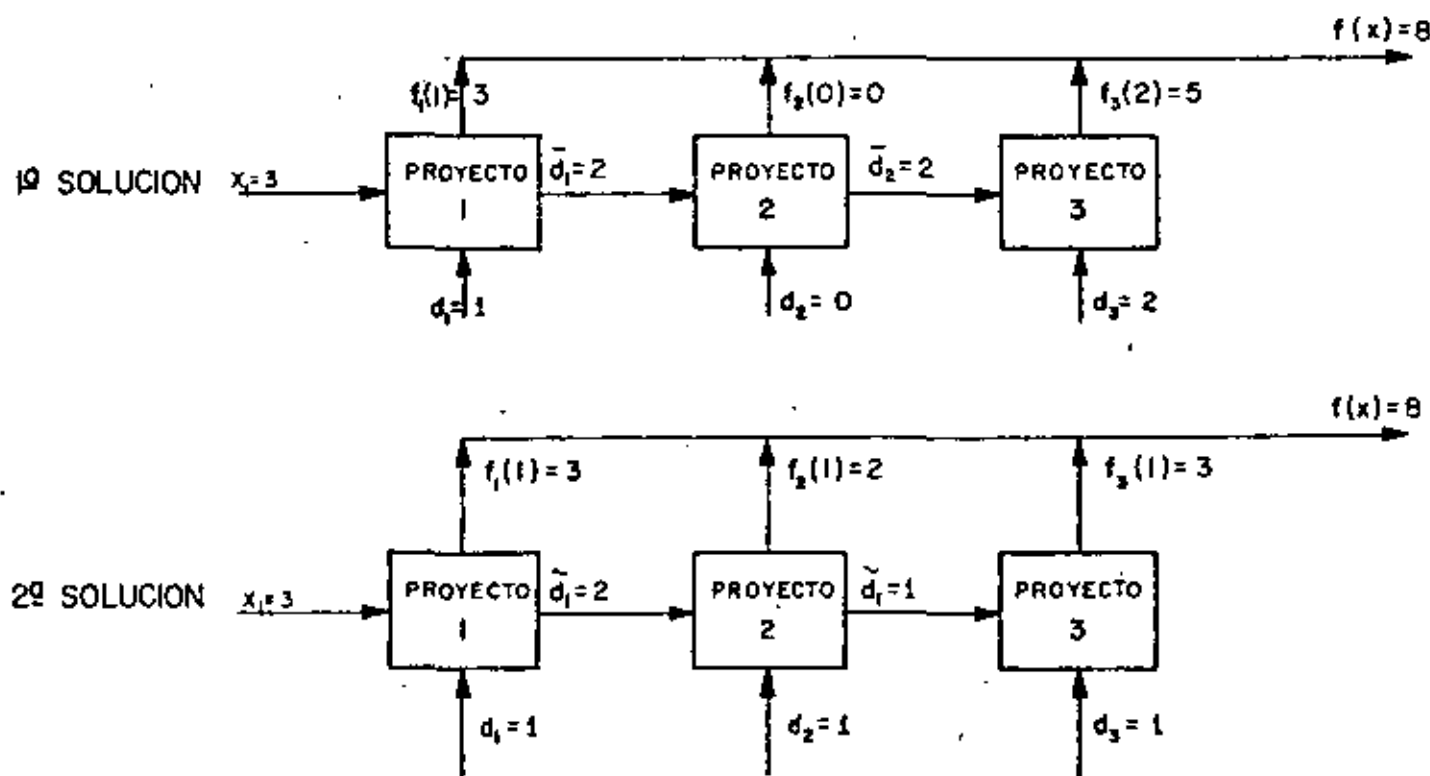 f(x)=8
f₁(1)=3
f₂(0)=0
f₃(2)=5
1ª SOLUCION
X₁=3
PROYECTO
1
d̄₁=2
PROYECTO
2
d̄₂=2
PROYECTO
3
d₁=1
d₂=0
d₃=2
f(x)=8
f₁(1)=3
f₂(1)=2
f₃(1)=3
2ª SOLUCION
X₁=3
PROYECTO
1
d̃₁=2
PROYECTO
2
d̃₁=1
PROYECTO
3
d₁=1
d₂=1
d₃=1